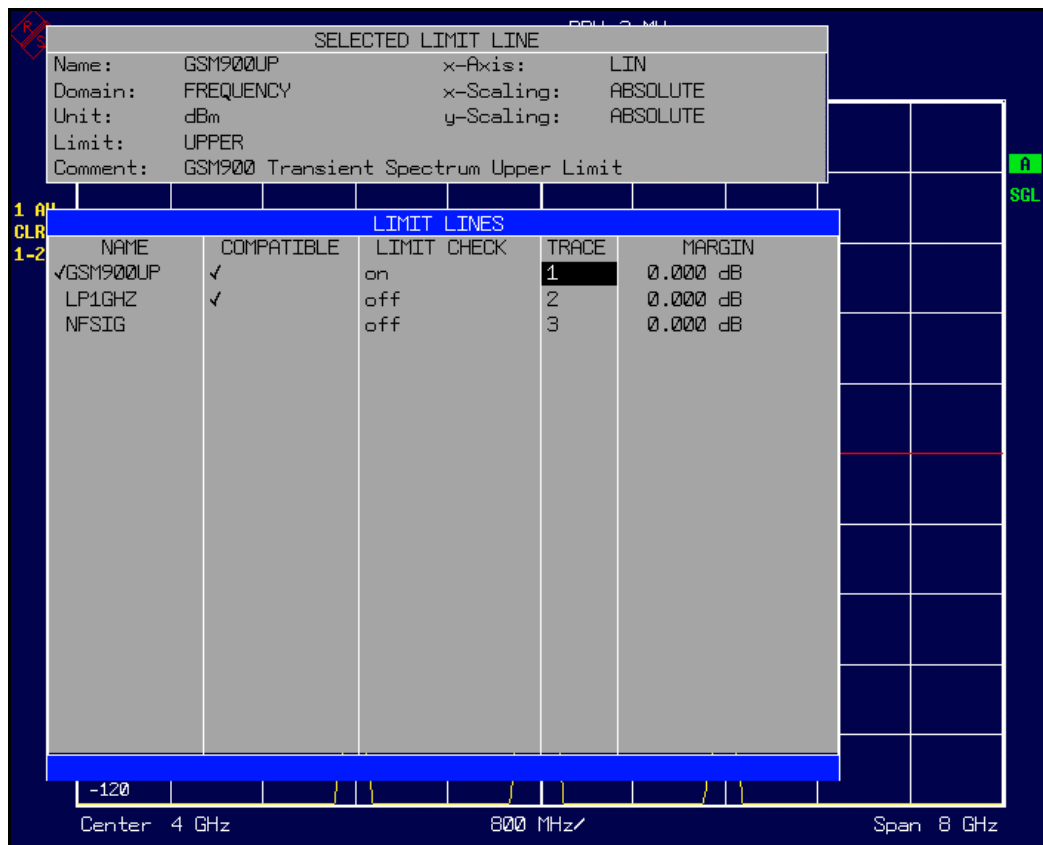 SELECTED LIMIT LINE
Name: GSM900UP x-Axis: LIN
Domain: FREQUENCY x-Scaling: ABSOLUTE
Unit: dBm y-Scaling: ABSOLUTE
Limit: UPPER
Comment: GSM900 Transient Spectrum Upper Limit
A
SGL
1
CLR
1-2
LIMIT LINES
NAME COMPATIBLE LIMIT CHECK TRACE MARGIN
✓GSM900UP ✓ on 1 0.000 dB
LP1GHZ ✓ off 2 0.000 dB
NFSIG off 3 0.000 dB
-120
Center 4 GHz 800 MHz/ Span 8 GHz